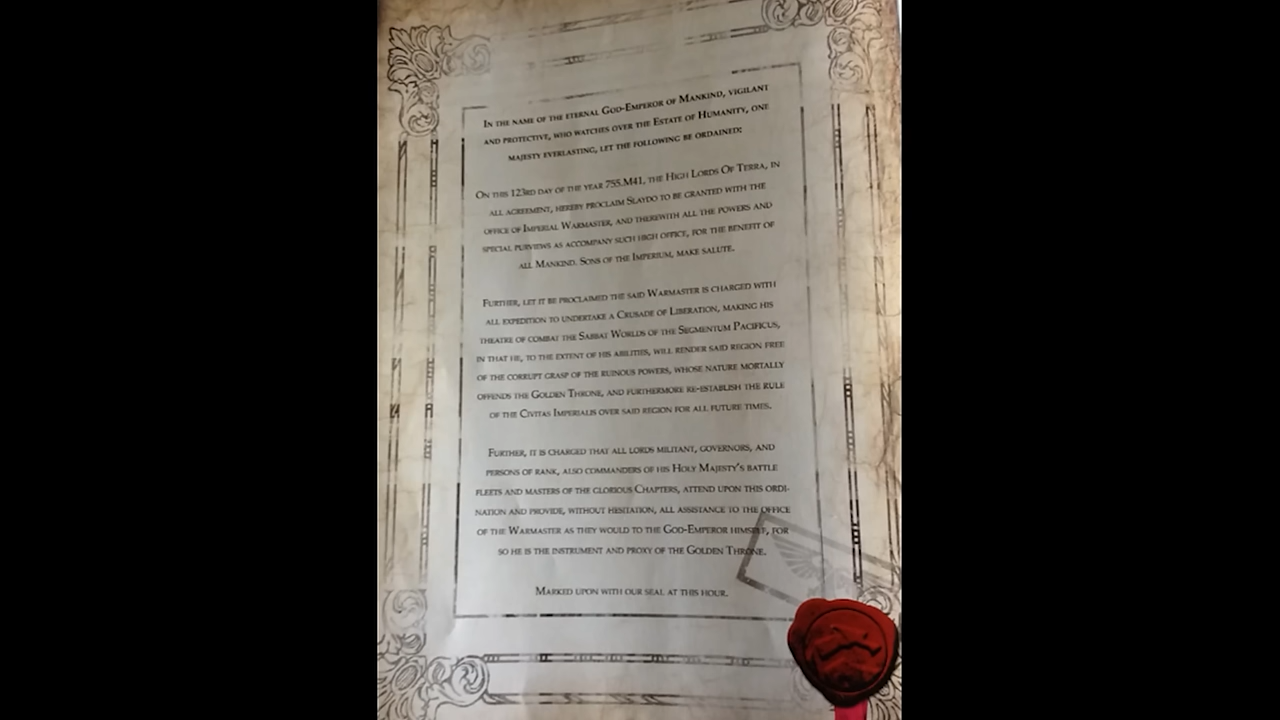 In the name of the eternal God-Emperor of Mankind, vigilant
and protective, who watches over the Estate of Humanity, one
majesty everlasting, let the following be ordained:
On this 123rd day of the year 755.M41, the High Lords Of Terra, in
all agreement, hereby proclaim Slaydo to be granted with the
office of Imperial Warmaster, and therewith all the powers and
special purviews as accompany such high office, for the benefit of
all Mankind. Sons of the Imperium, make salute.
Further, let it be proclaimed the said Warmaster is charged with
all expedition to undertake a Crusade of Liberation, making his
theatre of combat the Sabbat Worlds of the Segmentum Pacificus,
in that he, to the extent of his abilities, will render said region free
of the corrupt grasp of the ruinous powers, whose nature mortally
offends the Golden Throne, and furthermore re-establish the rule
of the Civitas Imperialis over said region for all future times.
Further, it is charged that all lords militant, governors, and
persons of rank, also commanders of his Holy Majesty's battle
fleets and masters of the glorious Chapters, attend upon this ordi-
nation and provide, without hesitation, all assistance to the office
of the Warmaster as they would to the God-Emperor himself, for
so he is the instrument and proxy of the Golden Throne.
Marked upon with our seal at this hour.